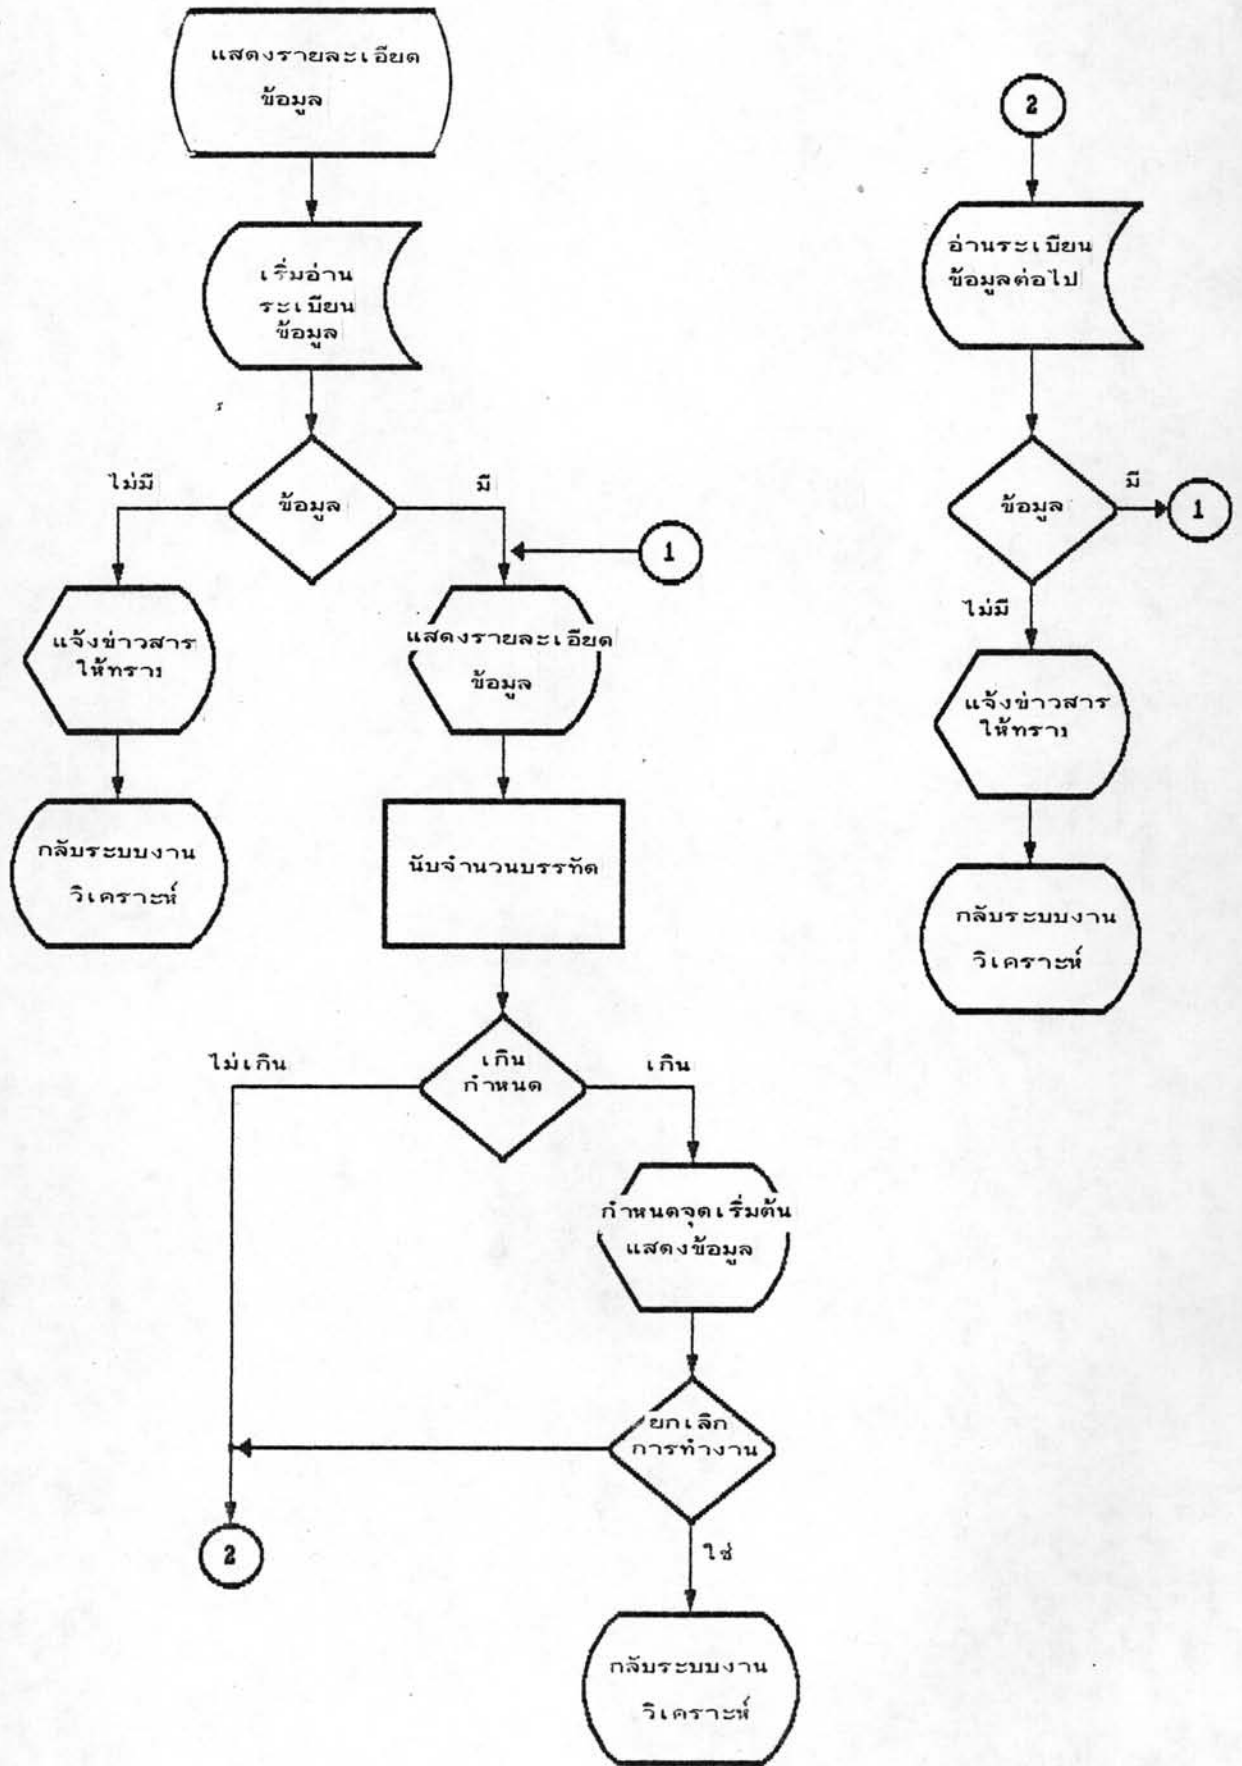 แสดงรายละเอียด
ข้อมูล
เริ่มอ่าน
ระเบียน
ข้อมูล
ไม่มี
ข้อมูล
มี
1
แจ้งข่าวสาร
ให้ทราบ
แสดงรายละเอียด
ข้อมูล
กลับระบบงาน
วิเคราะห์
นับจำนวนบรรทัด
ไม่เกิน
เกิน
กำหนด
เกิน
กำหนดจุดเริ่มต้น
แสดงข้อมูล
ยกเลิก
การทำงาน
2
ใช่
กลับระบบงาน
วิเคราะห์
2
อ่านระเบียน
ข้อมูลต่อไป
ข้อมูล
มี
1
ไม่มี
แจ้งข่าวสาร
ให้ทราบ
กลับระบบงาน
วิเคราะห์